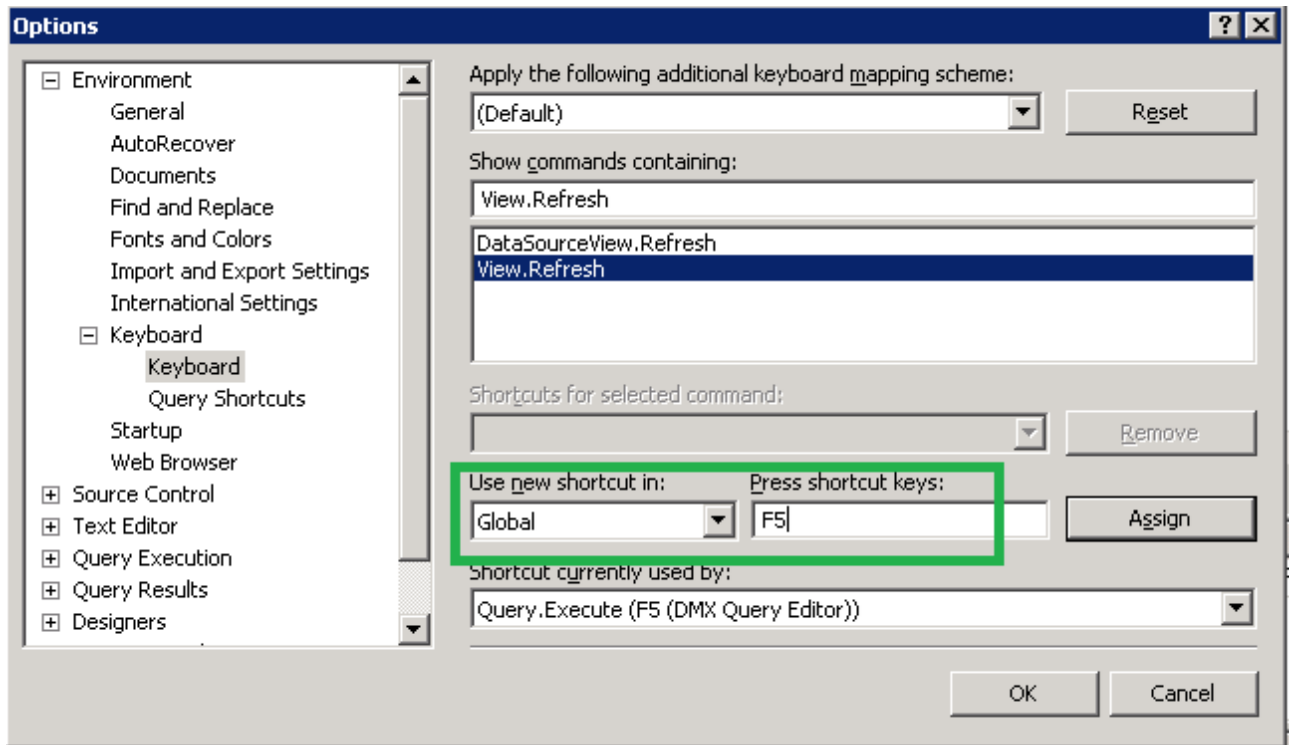 Options
Environment
General
AutoRecover
Documents
Find and Replace
Fonts and Colors
Import and Export Settings
International Settings
Keyboard
Keyboard
Query Shortcuts
Startup
Web Browser
Source Control
Text Editor
Query Execution
Query Results
Designers
Apply the following additional keyboard mapping scheme:
(Default)
Reset
Show commands containing:
View.Refresh
DataSourceView.Refresh
View.Refresh
Shortcuts for selected command:
Remove
Use new shortcut in:
Press shortcut keys:
Global
F5
Assign
Shortcut currently used by:
Query.Execute (F5 (DMX Query Editor))
OK
Cancel